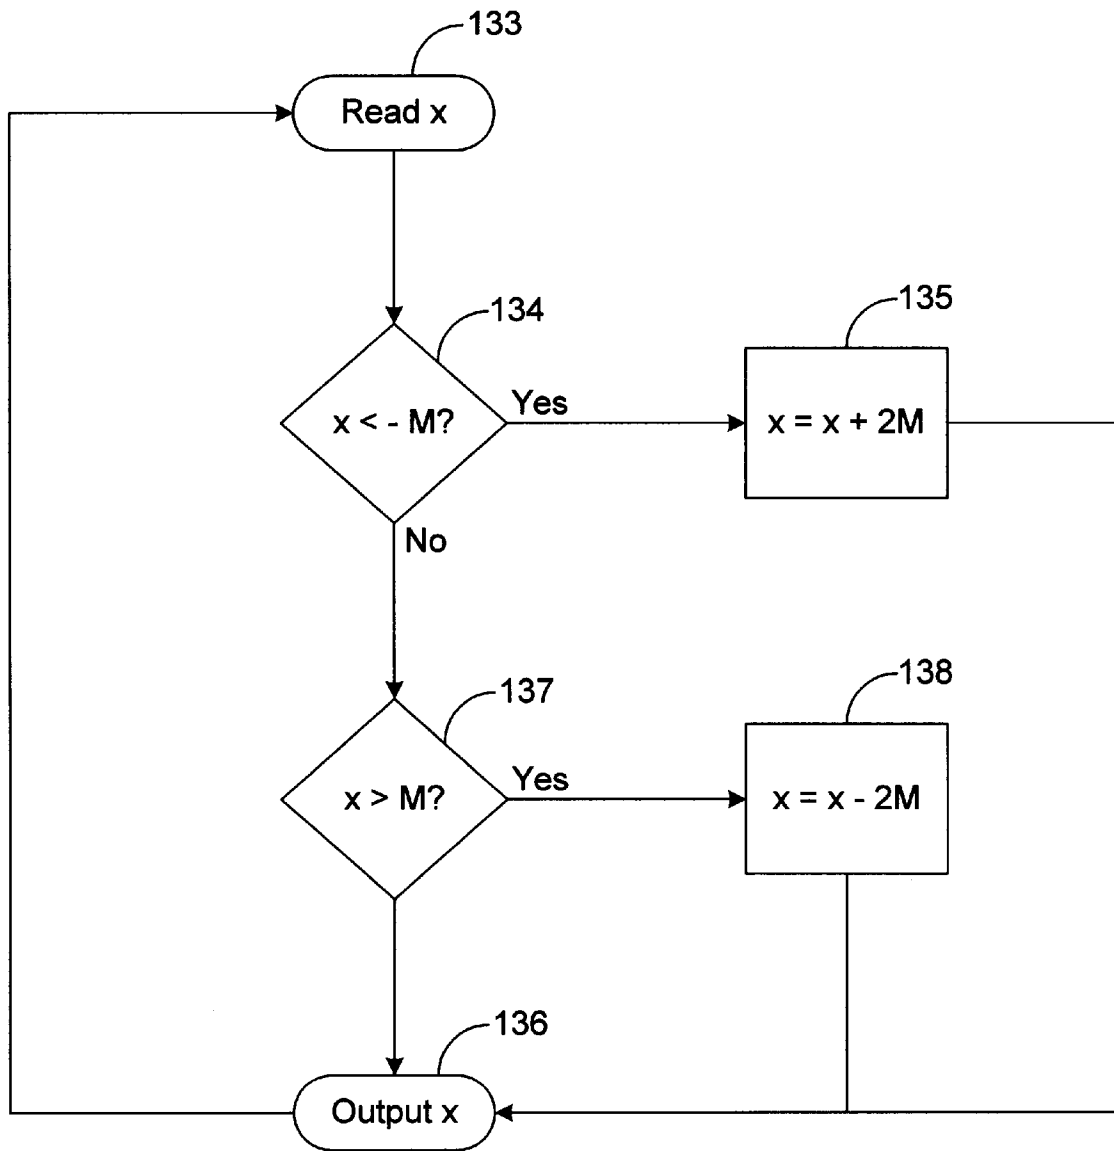 133
Read x
134
x < - M?
Yes
135
x = x + 2M
No
137
x > M?
Yes
138
x = x - 2M
136
Output x